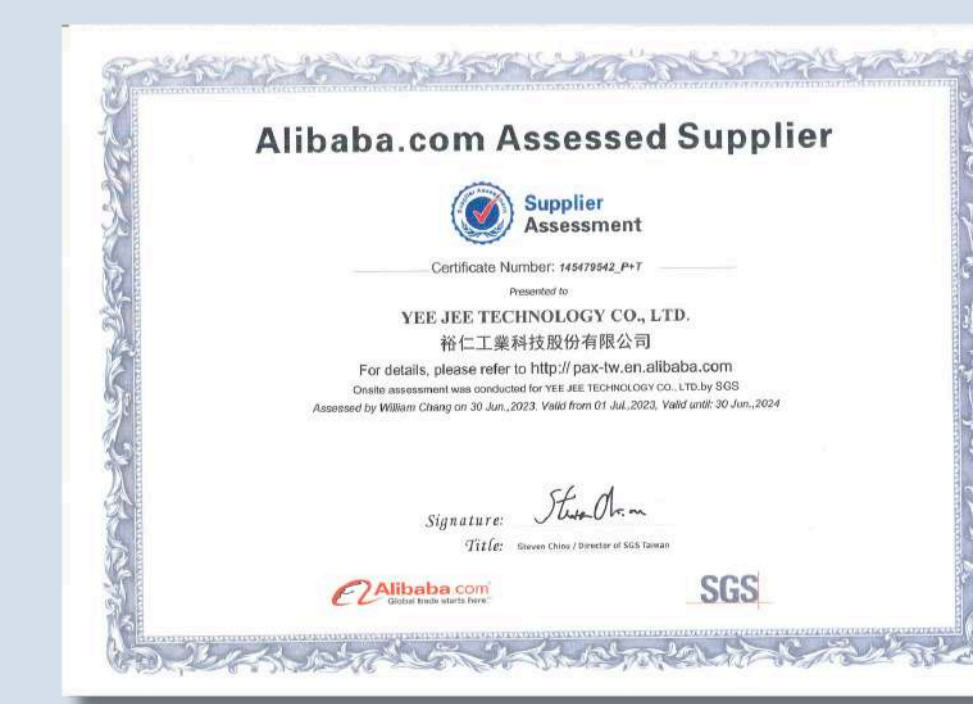 Alibaba.com Assessed Supplier
Supplier Assessment
Supplier
Assessment
Certificate Number: 145479542_P+T
Presented to
YEE JEE TECHNOLOGY CO., LTD.
裕仁工業科技股份有限公司
For details, please refer to http:// pax-tw.en.alibaba.com
Onsite assessment was conducted for YEE JEE TECHNOLOGY CO., LTD.by SGS
Assessed by William Chang on 30 Jun.,2023. Valid from 01 Jul.,2023, Valid until: 30 Jun.,2024
Signature:
Title: Steven Chiou / Director of SGS Taiwan
Alibaba.com
Global trade starts here.™
SGS